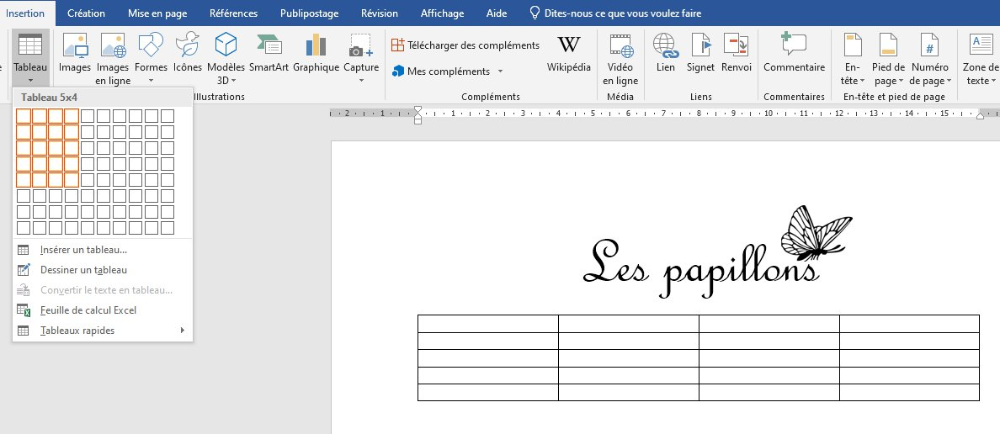 Insertion Création Mise en page Références Publipostage Révision Affichage Aide Dites-nous ce que vous voulez faire
Tableau
Images
Images en ligne
Formes
Icônes
Modèles 3D
SmartArt
Graphique
Capture
Télécharger des compléments
Mes compléments
W
Wikipédia
Vidéo en ligne
Lien
Signet
Renvoi
Commentaire
En-tête
Pied de page
#
Numéro de page
A
Zone de texte
Illustrations
Compléments
Média
Liens
Commentaires
En-tête et pied de page
Tableau 5x4
2 1 1 2 3 4 5 6 7 8 9 10 11 12 13 14 15
Insérer un tableau...
Dessiner un tableau
Convertir le texte en tableau...
Feuille de calcul Excel
Tableaux rapides
Les papillons